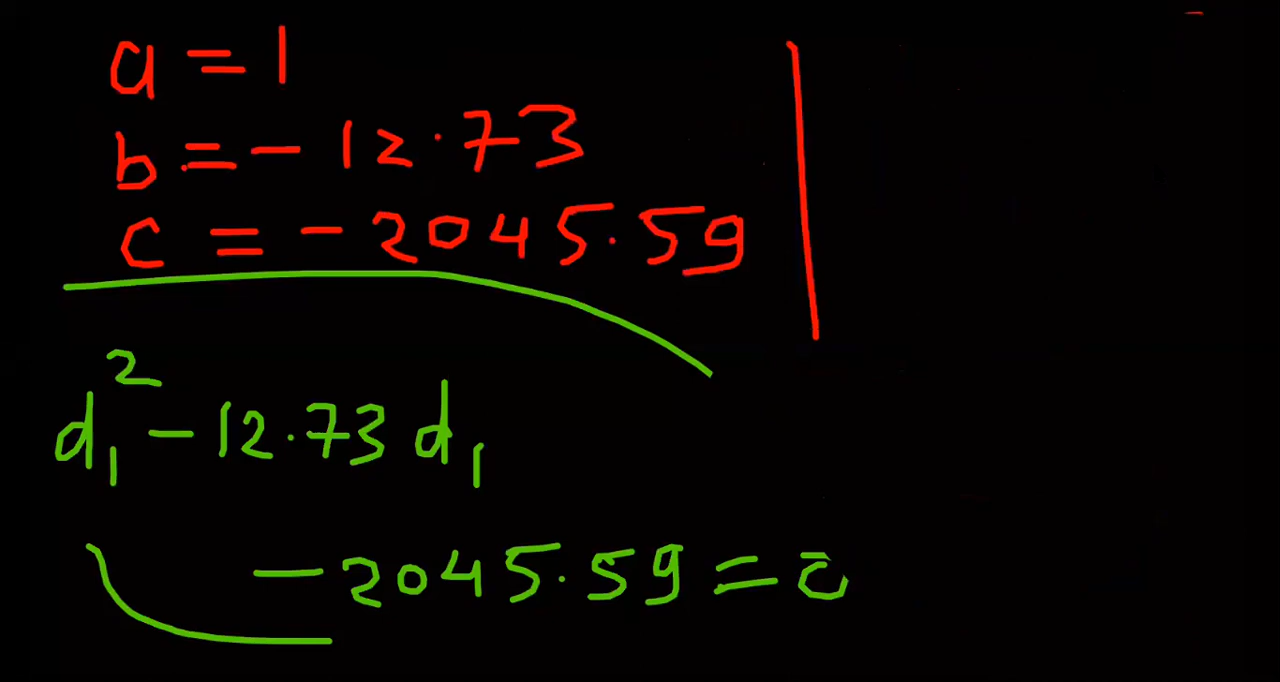 a = 1
b = - 12.73
c = - 2045.59
d₁² - 12.73 d₁
- 2045.59 = 0